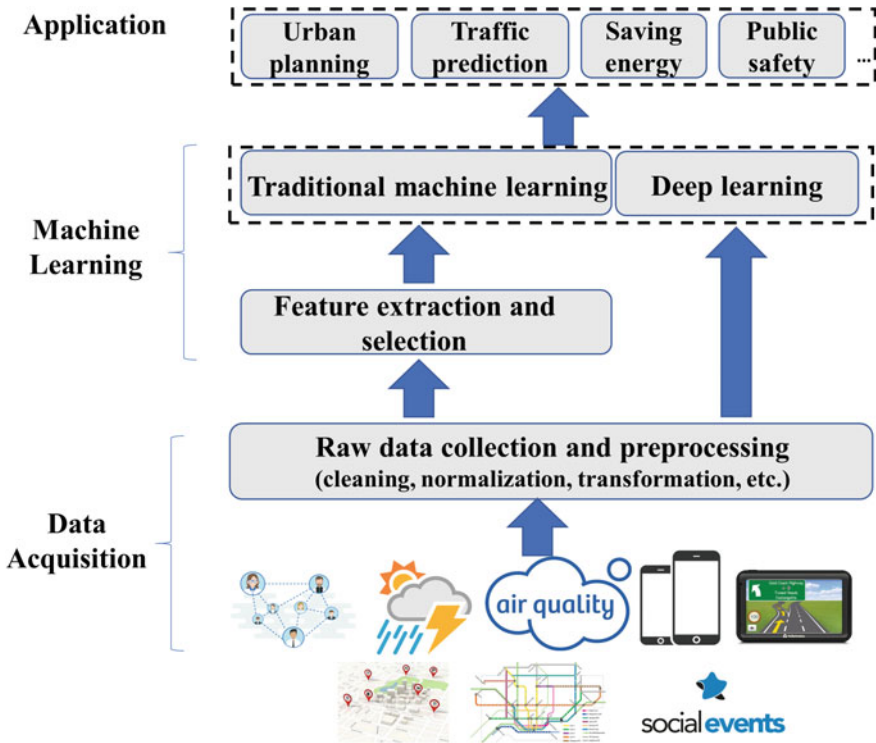 Application
Urban
planning
Traffic
prediction
Saving
energy
Public
safety
...
Machine
Learning
Traditional machine learning
Deep learning
Feature extraction and
selection
Data
Acquisition
Raw data collection and preprocessing
(cleaning, normalization, transformation, etc.)
air quality
socialevents